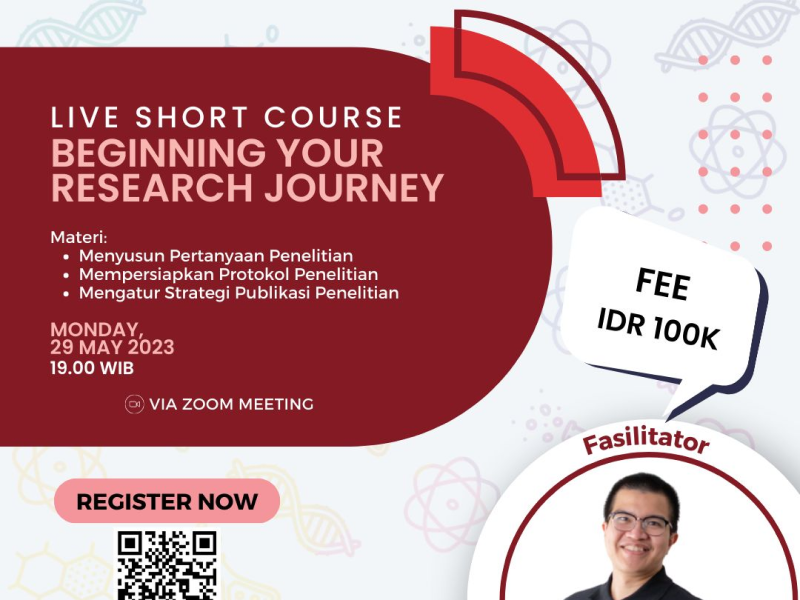 LIVE SHORT COURSE
BEGINNING YOUR
RESEARCH JOURNEY
Materi:
• Menyusun Pertanyaan Penelitian
• Mempersiapkan Protokol Penelitian
• Mengatur Strategi Publikasi Penelitian
MONDAY,
29 MAY 2023
19.00 WIB
VIA ZOOM MEETING
FEE
IDR 100K
Fasilitator
REGISTER NOW